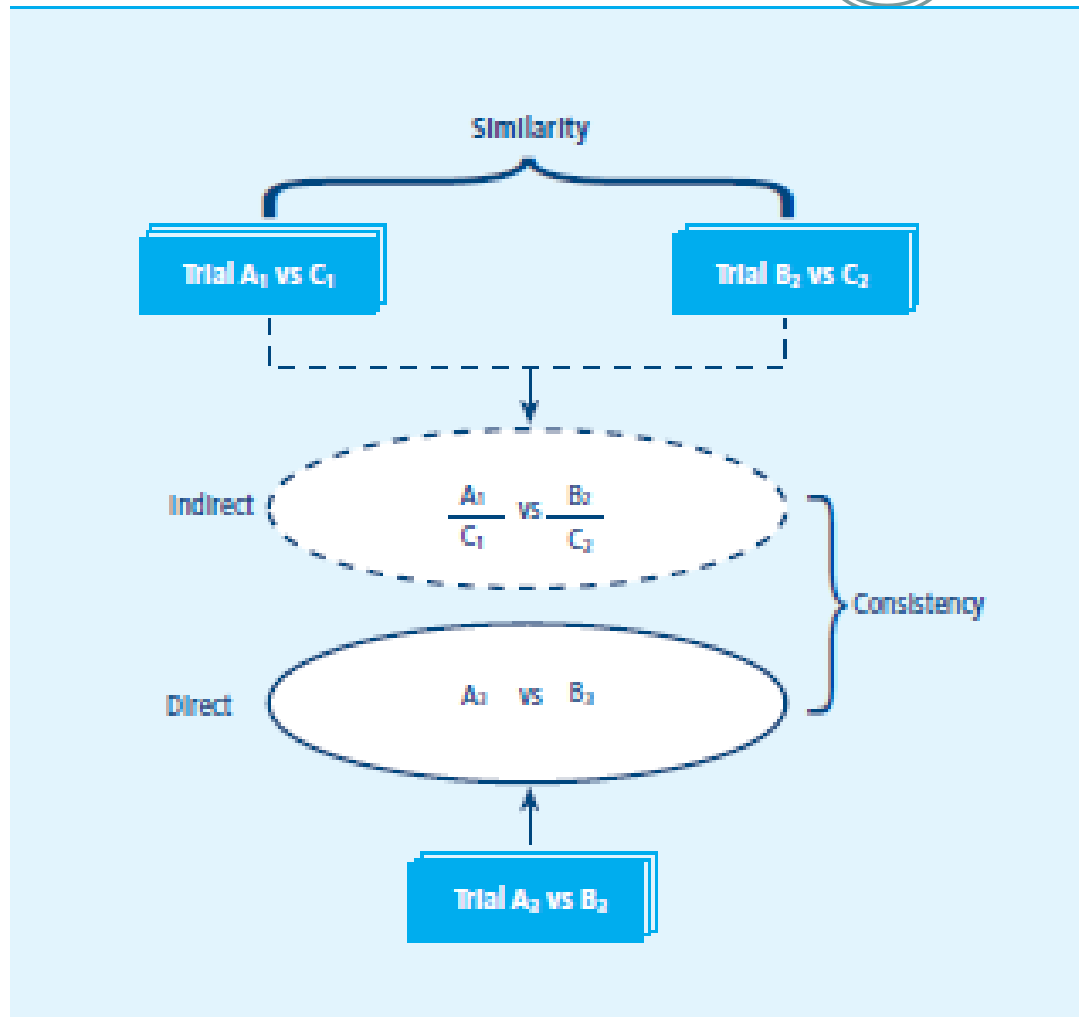 Similarity
Trial A₁ vs C₁
Trial B₂ vs C₂
Indirect
A₁ vs B₂
C₁ C₂
Consistency
Direct
A₃ vs B₃
Trial A₃ vs B₃